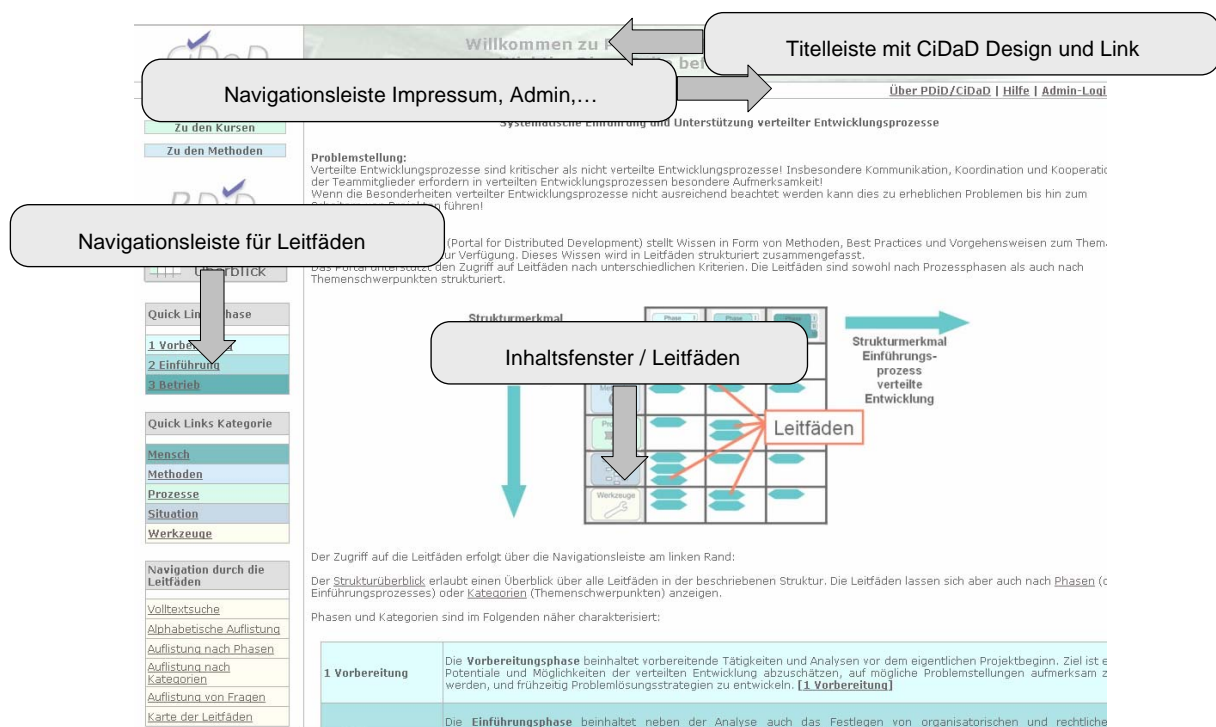 CiDaD
Willkommen zu
Titelleiste mit CiDaD Design und Link
Navigationsleiste Impressum, Admin,…
Über PDiD/CiDaD | Hilfe | Admin-Logi
Systematische Einführung und Unterstützung verteilter Entwicklungsprozesse
Zu den Kursen
Zu den Methoden
Problemstellung:
Verteilte Entwicklungsprozesse sind kritischer als nicht verteilte Entwicklungsprozesse! Insbesondere Kommunikation, Koordination und Kooperatio
der Teammitglieder erfordern in verteilten Entwicklungsprozessen besondere Aufmerksamkeit!
Wenn die Besonderheiten verteilter Entwicklungsprozesse nicht ausreichend beachtet werden kann dies zu erheblichen Problemen bis hin zum
führen!
PDiD
Navigationsleiste für Leitfäden
(Portal for Distributed Development) stellt Wissen in Form von Methoden, Best Practices und Vorgehensweisen zum Them
ur Verfügung. Dieses Wissen wird in Leitfäden strukturiert zusammengefasst.
Das Portal unterstützt den Zugriff auf Leitfäden nach unterschiedlichen Kriterien. Die Leitfäden sind sowohl nach Prozessphasen als auch nach
Themenschwerpunkten strukturiert.
Überblick
Quick Lin hase
1 Vorbe g
2 Einführung
3 Betrieb
Strukturmerkmal
Phase
Phase
Phase
Strukturmerkmal
Einführungs-
prozess
verteilte
Entwicklung
Inhaltsfenster / Leitfäden
Leitfäden
Werkzeuge
Quick Links Kategorie
Mensch
Methoden
Prozesse
Situation
Werkzeuge
Der Zugriff auf die Leitfäden erfolgt über die Navigationsleiste am linken Rand:
Der Strukturüberblick erlaubt einen Überblick über alle Leitfäden in der beschriebenen Struktur. Die Leitfäden lassen sich aber auch nach Phasen (d
Einführungsprozesses) oder Kategorien (Themenschwerpunkten) anzeigen.
Phasen und Kategorien sind im Folgenden näher charakterisiert:
Navigation durch die
Leitfäden
Volltextsuche
Alphabetische Auflistung
Auflistung nach Phasen
Auflistung nach
Kategorien
Auflistung von Fragen
Karte der Leitfäden
1 Vorbereitung
Die Vorbereitungsphase beinhaltet vorbereitende Tätigkeiten und Analysen vor dem eigentlichen Projektbeginn. Ziel ist e
Potentiale und Möglichkeiten der verteilten Entwicklung abzuschätzen, auf mögliche Problemstellungen aufmerksam z
werden, und frühzeitig Problemlösungsstrategien zu entwickeln. [1 Vorbereitung]
Die Einführungsphase beinhaltet neben der Analyse auch das Festlegen von organisatorischen und rechtliche